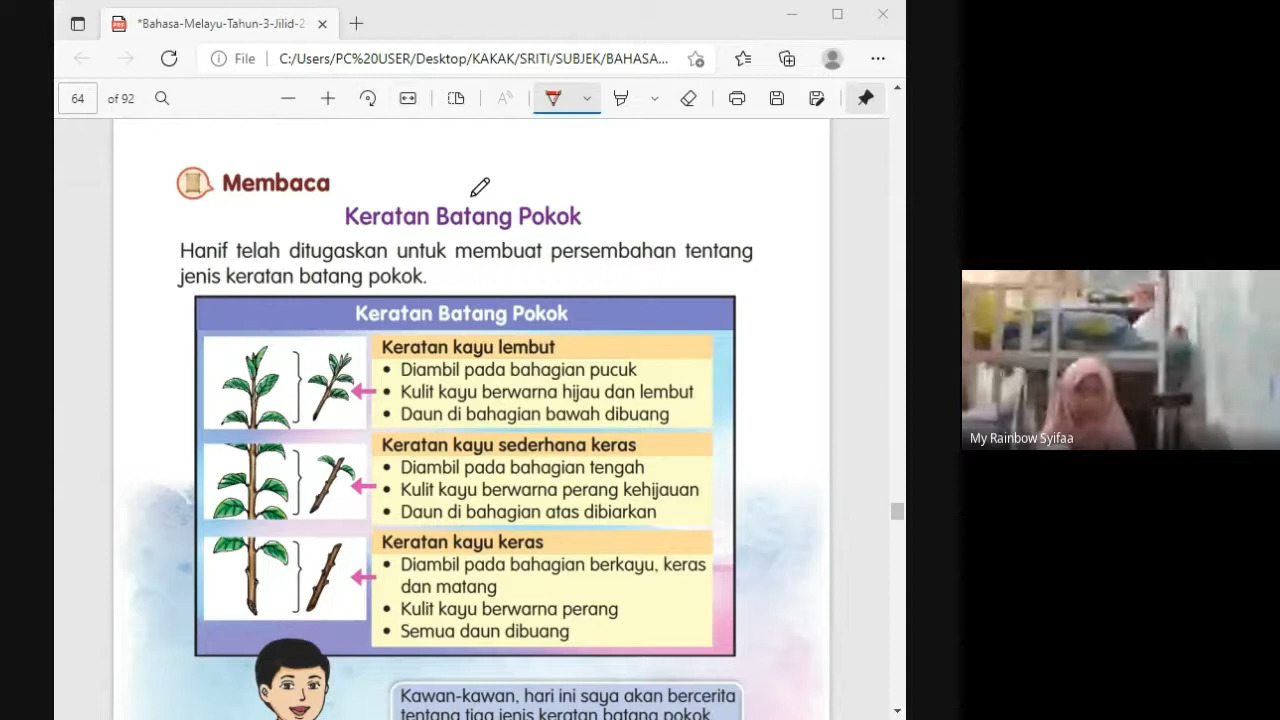 *Bahasa-Melayu-Tahun-3-Jilid-2
File
C:/Users/PC%20USER/Desktop/KAKAK/SRITI/SUBJEK/BAHASA...
64 of 92
Membaca
Keratan Batang Pokok
Hanif telah ditugaskan untuk membuat persembahan tentang
jenis keratan batang pokok.
Keratan Batang Pokok
Keratan kayu lembut
• Diambil pada bahagian pucuk
• Kulit kayu berwarna hijau dan lembut
• Daun di bahagian bawah dibuang
Keratan kayu sederhana keras
• Diambil pada bahagian tengah
• Kulit kayu berwarna perang kehijauan
• Daun di bahagian atas dibiarkan
Keratan kayu keras
• Diambil pada bahagian berkayu, keras
dan matang
• Kulit kayu berwarna perang
• Semua daun dibuang
Kawan-kawan, hari ini saya akan bercerita
tentang tiga jenis keratan batang pokok
My Rainbow Syifaa